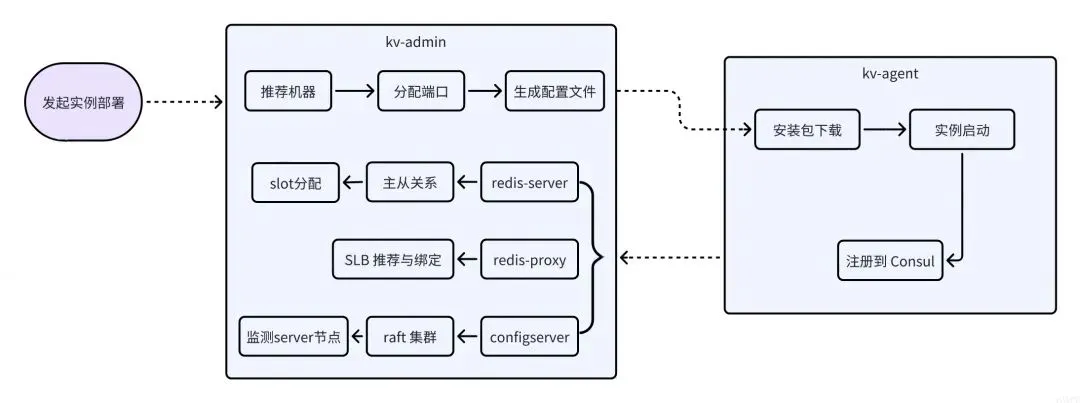 kv-admin
kv-agent
发起实例部署
推荐机器
分配端口
生成配置文件
安装包下载
实例启动
slot分配
主从关系
redis-server
SLB 推荐与绑定
redis-proxy
注册到 Consul
监测server节点
raft 集群
configserver